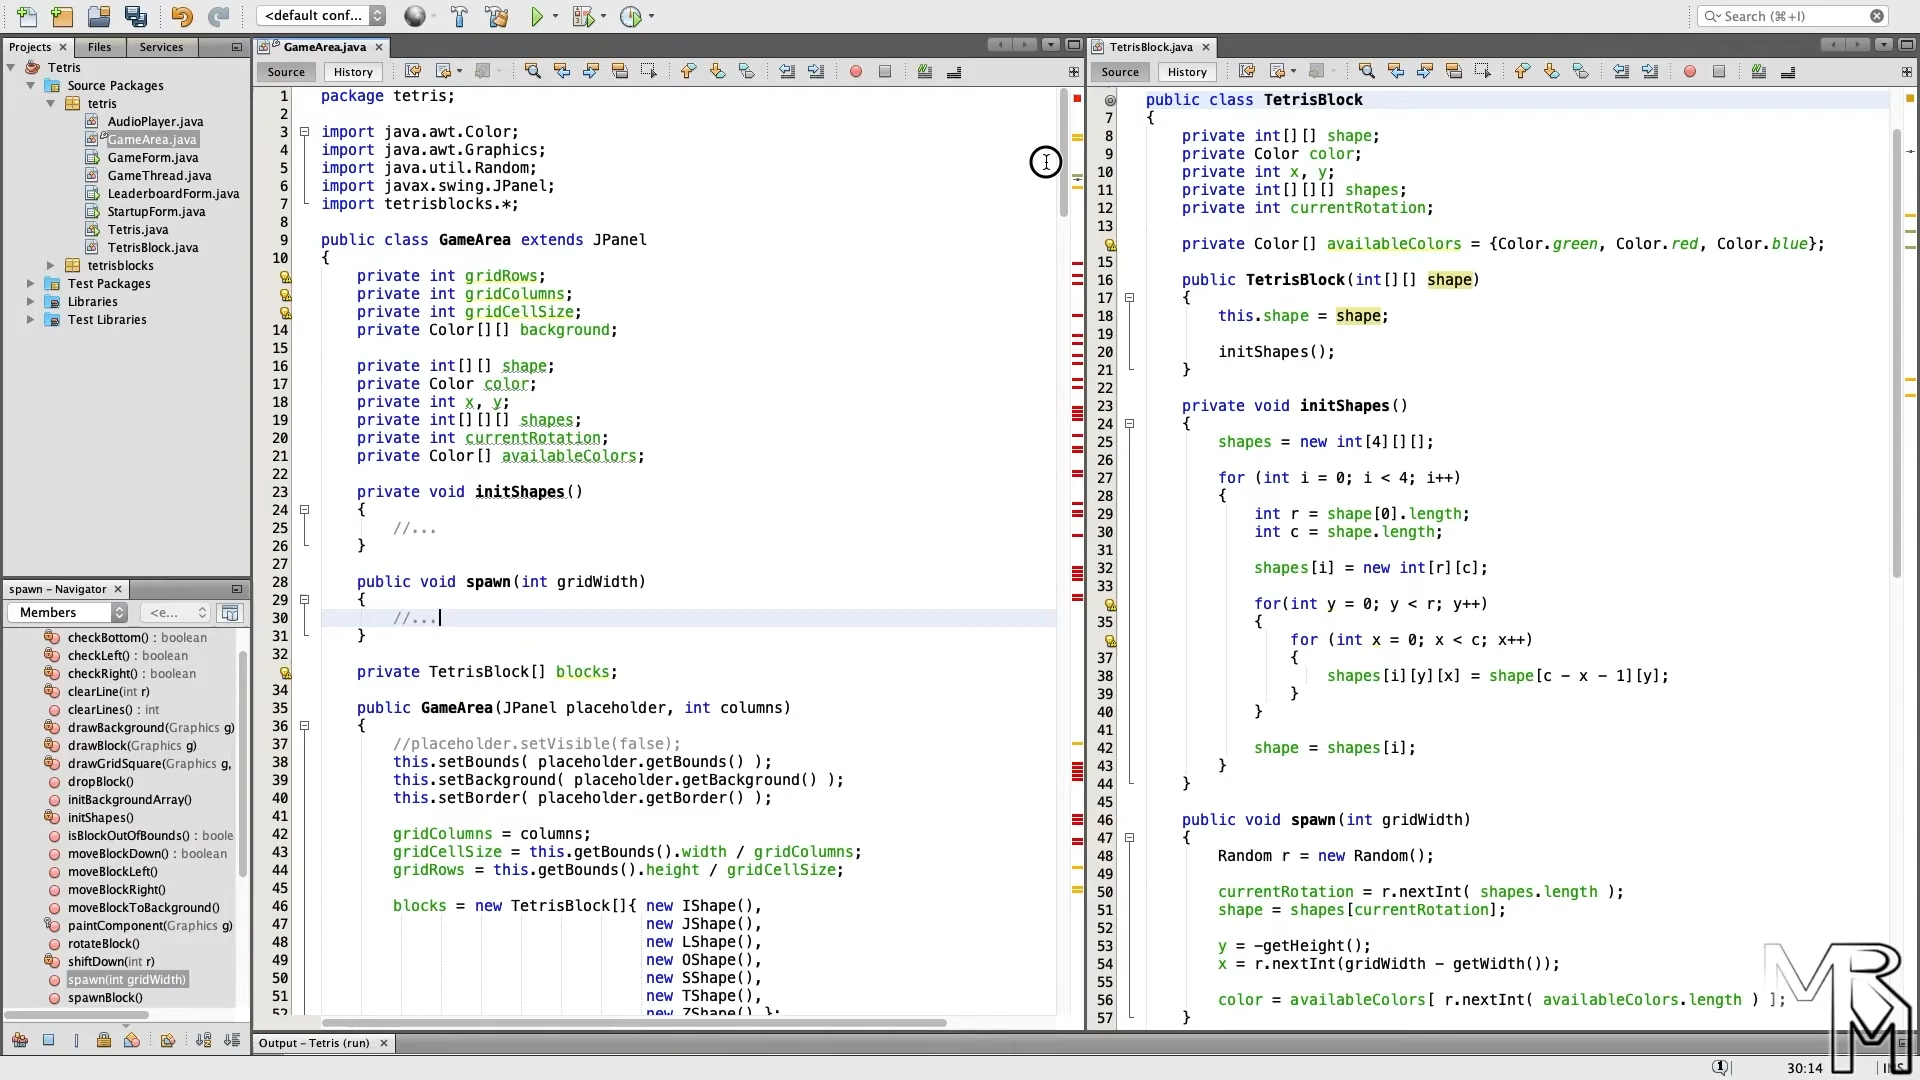 <default conf...
Search (⌘+I)
Projects
Files
Services
Tetris
Source Packages
tetris
AudioPlayer.java
GameArea.java
GameForm.java
GameThread.java
LeaderboardForm.java
StartupForm.java
Tetris.java
TetrisBlock.java
tetrisblocks
Test Packages
Libraries
Test Libraries
spawn – Navigator
Members
<e...
checkBottom() : boolean
checkLeft() : boolean
checkRight() : boolean
clearLine(int r)
clearLines() : int
drawBackground(Graphics g)
drawBlock(Graphics g)
drawGridSquare(Graphics g,
dropBlock()
initBackgroundArray()
initShapes()
isBlockOutOfBounds() : boole
moveBlockDown() : boolean
moveBlockLeft()
moveBlockRight()
moveBlockToBackground()
paintComponent(Graphics g)
rotateBlock()
shiftDown(int r)
spawn(int gridWidth)
spawnBlock()
GameArea.java
Source
History
1 package tetris;
2
3 import java.awt.Color;
4 import java.awt.Graphics;
5 import java.util.Random;
6 import javax.swing.JPanel;
7 import tetrisblocks.*;
8
9 public class GameArea extends JPanel
10 {
private int gridRows;
private int gridColumns;
private int gridCellSize;
14 private Color[][] background;
15
16 private int[][] shape;
17 private Color color;
18 private int x, y;
19 private int[][][] shapes;
20 private int currentRotation;
21 private Color[] availableColors;
22
23 private void initShapes()
24 {
25 //...
26 }
27
28 public void spawn(int gridWidth)
29 {
30 //...
31 }
32
private TetrisBlock[] blocks;
34
35 public GameArea(JPanel placeholder, int columns)
36 {
37 //placeholder.setVisible(false);
38 this.setBounds( placeholder.getBounds() );
39 this.setBackground( placeholder.getBackground() );
40 this.setBorder( placeholder.getBorder() );
41
42 gridColumns = columns;
43 gridCellSize = this.getBounds().width / gridColumns;
44 gridRows = this.getBounds().height / gridCellSize;
45
46 blocks = new TetrisBlock[]{ new IShape(),
47 new JShape(),
48 new LShape(),
49 new OShape(),
50 new SShape(),
51 new TShape(),
52 new ZShape() };
TetrisBlock.java
Source
History
public class TetrisBlock
7 {
8 private int[][] shape;
9 private Color color;
10 private int x, y;
11 private int[][][] shapes;
12 private int currentRotation;
13
private Color[] availableColors = {Color.green, Color.red, Color.blue};
15
16 public TetrisBlock(int[][] shape)
17 {
18 this.shape = shape;
19
20 initShapes();
21 }
22
23 private void initShapes()
24 {
25 shapes = new int[4][][];
26
27 for (int i = 0; i < 4; i++)
28 {
29 int r = shape[0].length;
30 int c = shape.length;
31
32 shapes[i] = new int[r][c];
33
for(int y = 0; y < r; y++)
35 {
for (int x = 0; x < c; x++)
37 {
38 shapes[i][y][x] = shape[c - x - 1][y];
39 }
40 }
41
42 shape = shapes[i];
43 }
44 }
45
46 public void spawn(int gridWidth)
47 {
48 Random r = new Random();
49
50 currentRotation = r.nextInt( shapes.length );
51 shape = shapes[currentRotation];
52
53 y = -getHeight();
54 x = r.nextInt(gridWidth - getWidth());
55
56 color = availableColors[ r.nextInt( availableColors.length ) ];
57 }
Output – Tetris (run)
30:14
MR